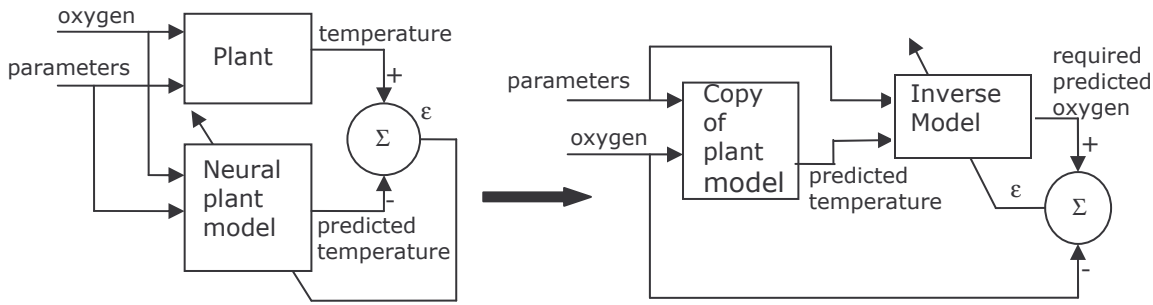 oxygen
parameters
Plant
temperature
+
ε
Σ
Neural
plant
model
-
predicted
temperature
parameters
oxygen
Copy
of
plant
model
predicted
temperature
Inverse
Model
required
predicted
oxygen
+
ε
Σ
-